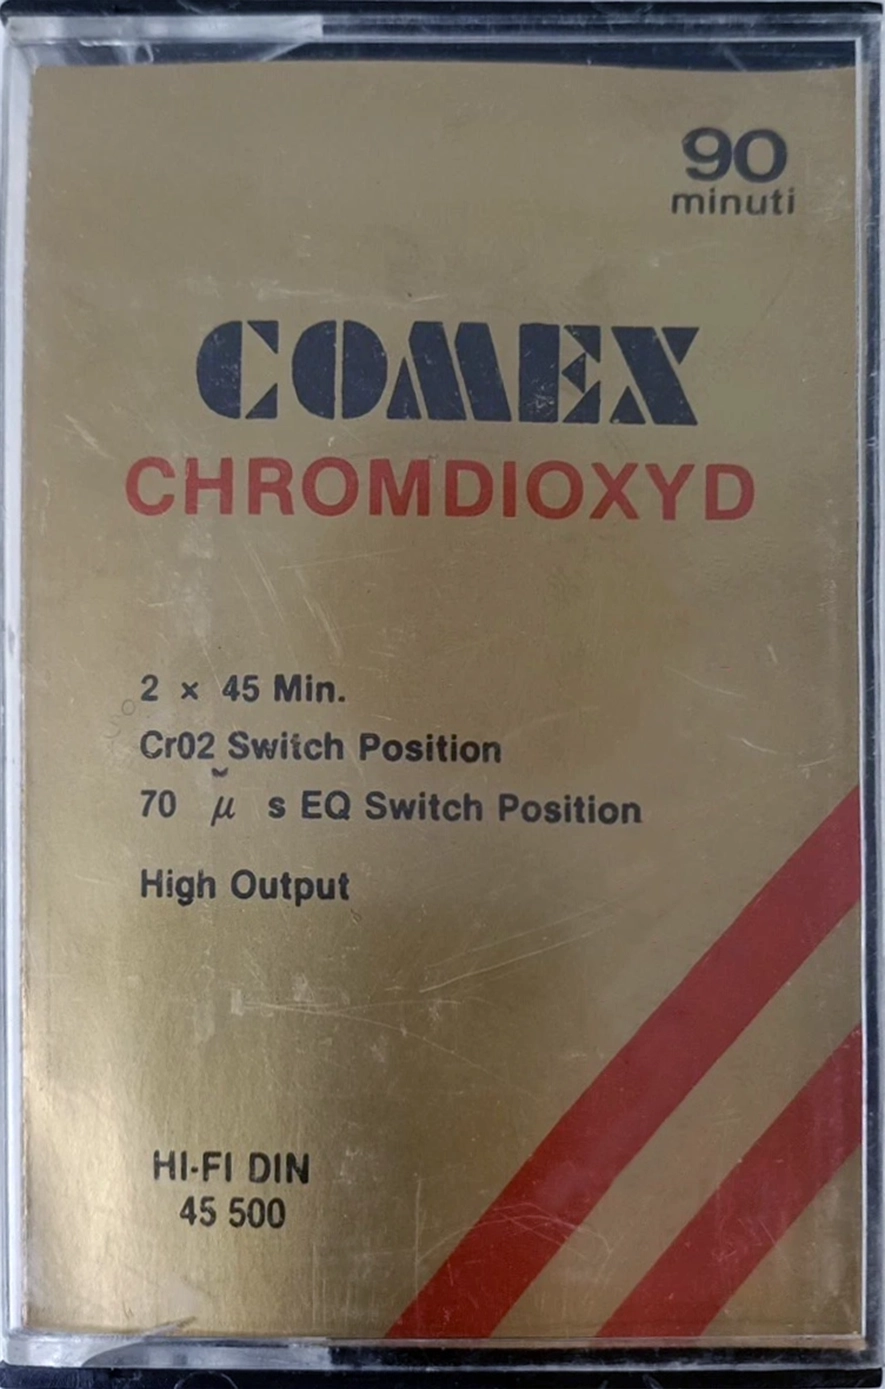 90
minuti
COMEX
CHROMDIOXYD
2 x 45 Min.
Cr02 Switch Position
70 μ s EQ Switch Position
High Output
HI-FI DIN
45 500